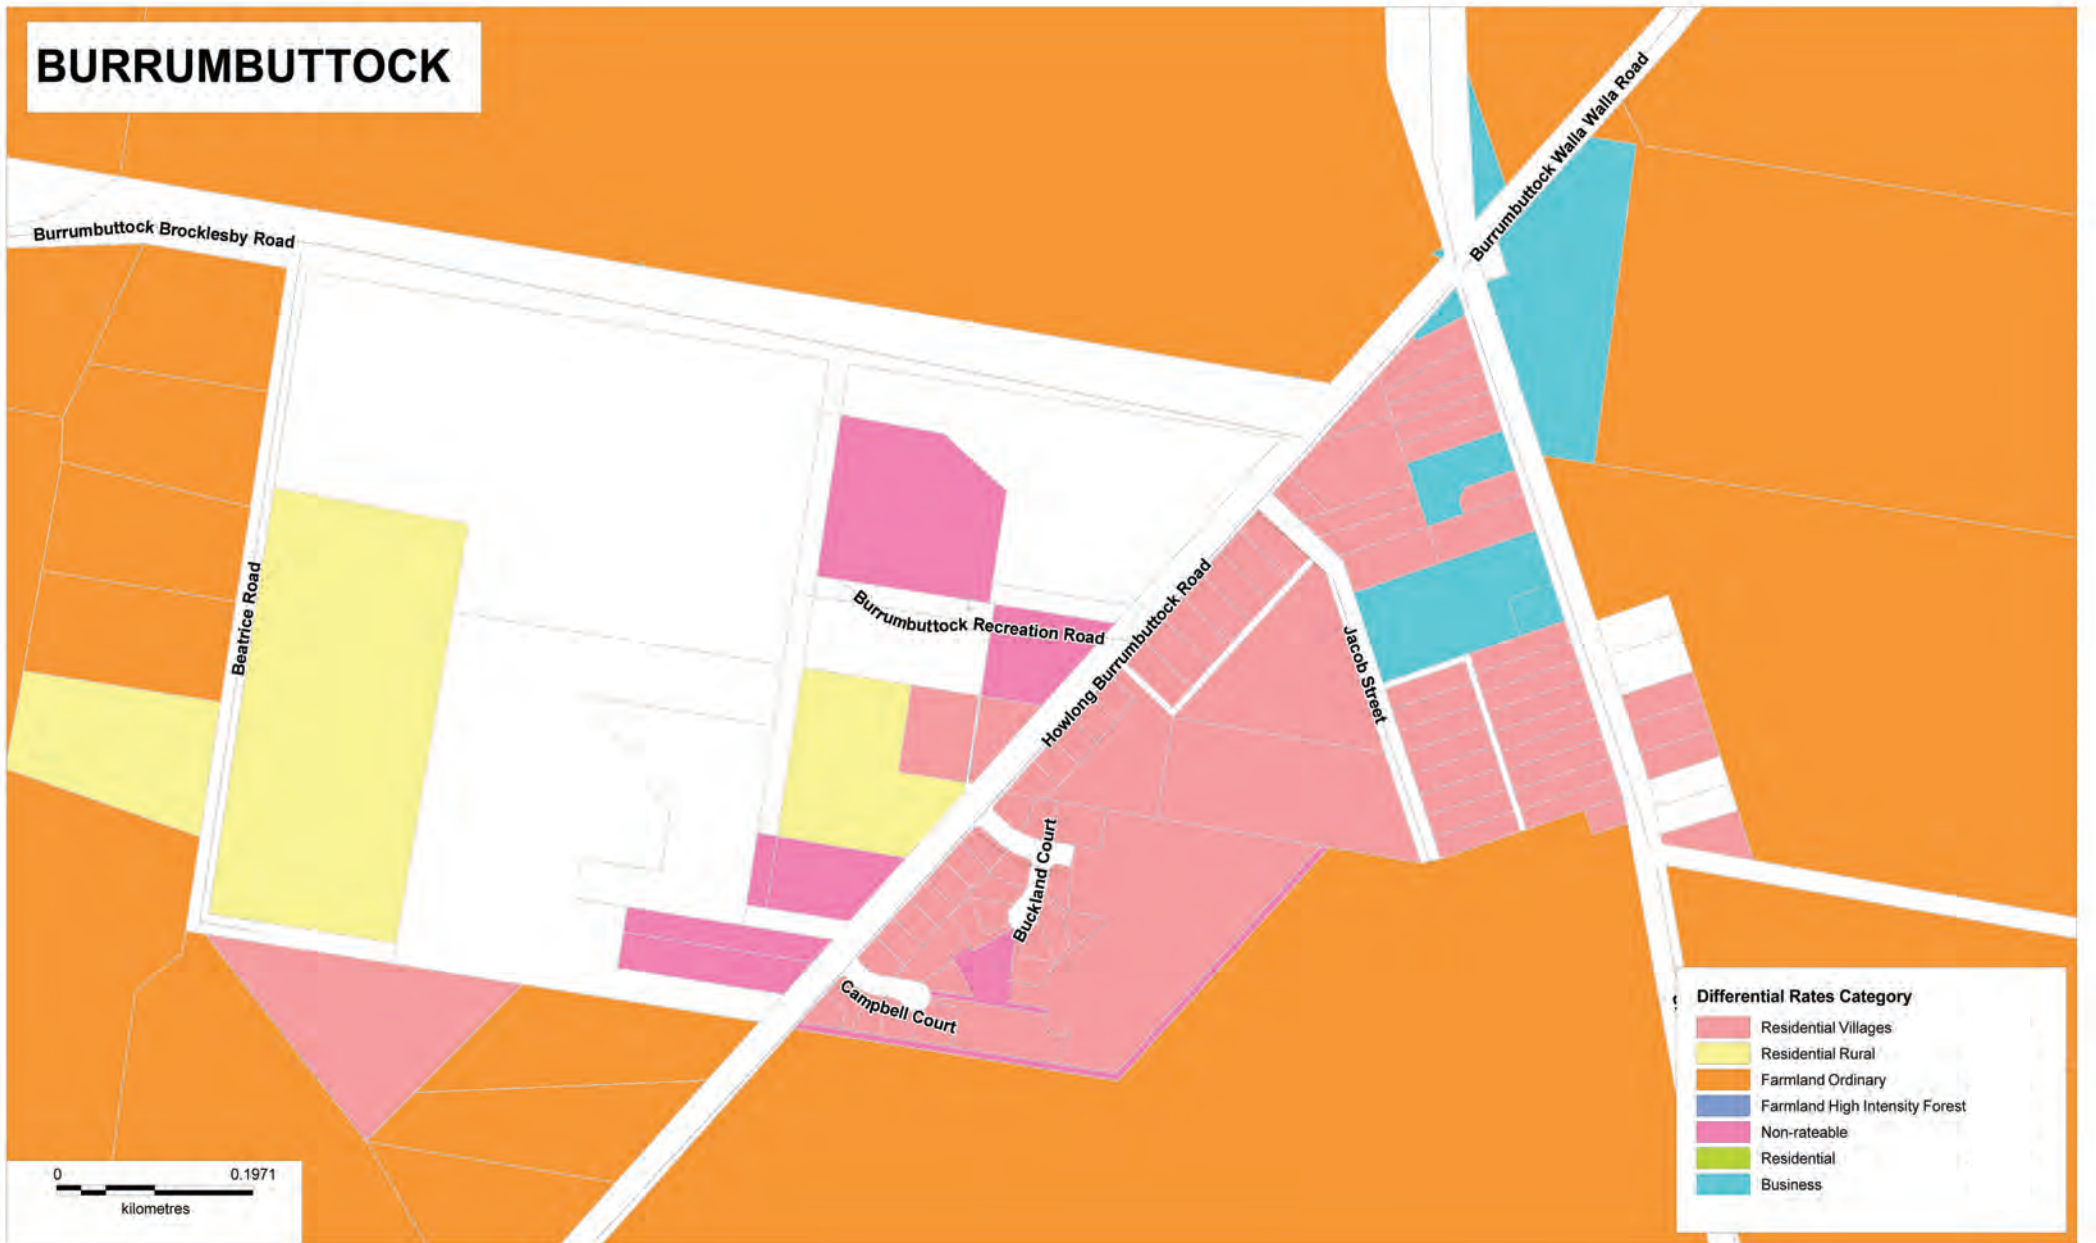 BURRUMBUTTOCK
Burrumbuttock Walla Walla Road
Burrumbuttock Brocklesby Road
Beatrice Road
Burrumbuttock Recreation Road
Howlong Burrumbuttock Road
Jacob Street
Buckland Court
Campbell Court
Differential Rates Category
Residential Villages
Residential Rural
Farmland Ordinary
Farmland High Intensity Forest
Non-rateable
Residential
Business
0 0.1971
kilometres